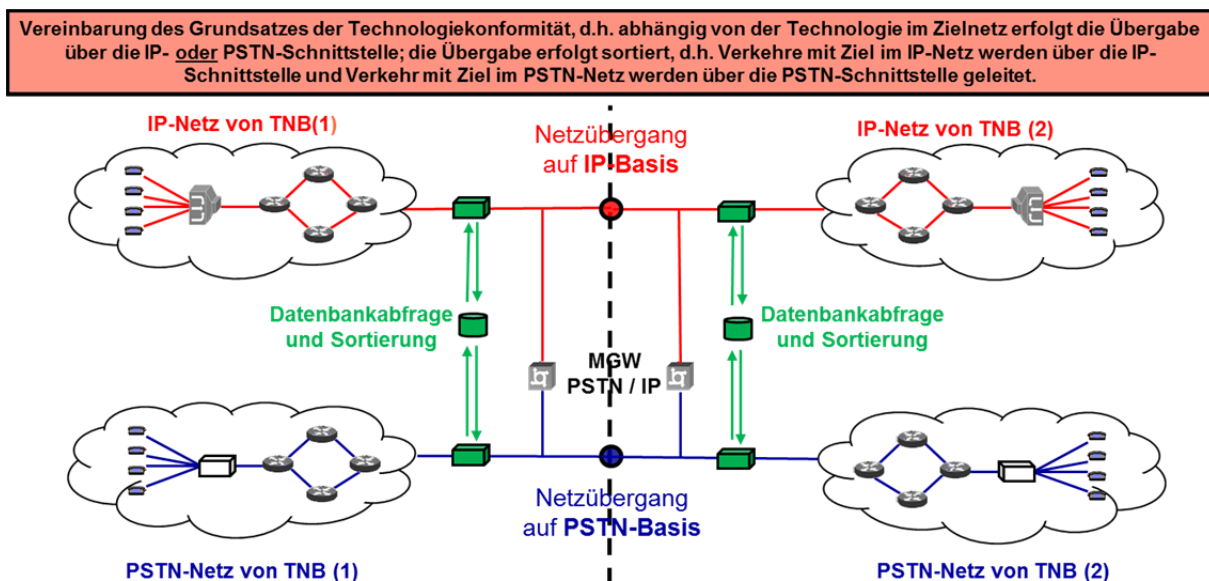 Vereinbarung des Grundsatzes der Technologiekonformität, d.h. abhängig von der Technologie im Zielnetz erfolgt die Übergabe
über die IP- oder PSTN-Schnittstelle; die Übergabe erfolgt sortiert, d.h. Verkehre mit Ziel im IP-Netz werden über die IP-
Schnittstelle und Verkehr mit Ziel im PSTN-Netz werden über die PSTN-Schnittstelle geleitet.
IP-Netz von TNB(1)
Netzübergang
auf IP-Basis
IP-Netz von TNB (2)
Datenbankabfrage
und Sortierung
MGW
PSTN / IP
Datenbankabfrage
und Sortierung
Netzübergang
auf PSTN-Basis
PSTN-Netz von TNB (1)
PSTN-Netz von TNB (2)